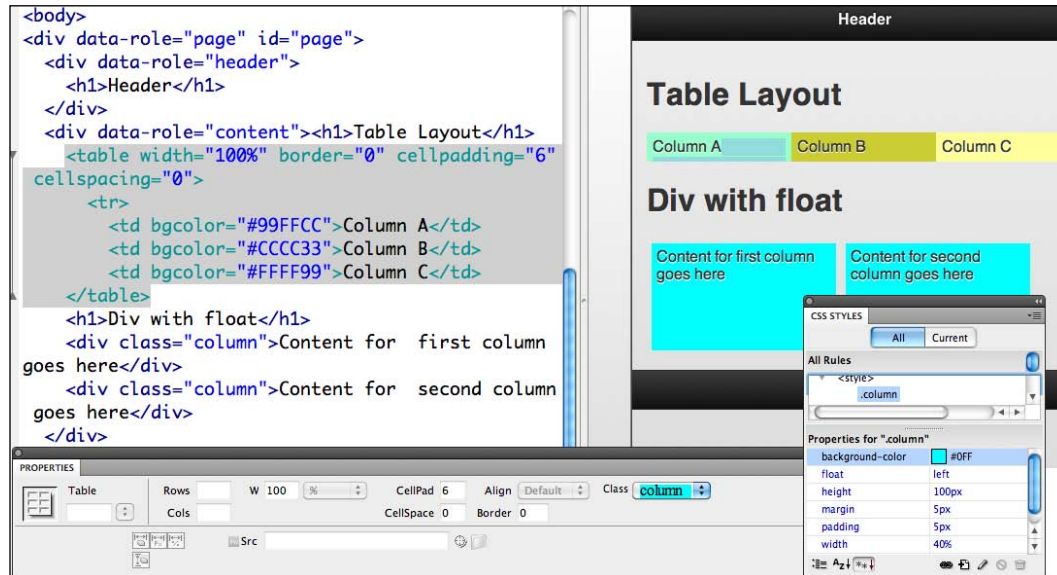 <body>
<div data-role="page" id="page">
<div data-role="header">
<h1>Header</h1>
</div>
<div data-role="content"><h1>Table Layout</h1>
<table width="100%" border="0" cellpadding="6"
cellspacing="0">
<tr>
<td bgcolor="#99FFCC">Column A</td>
<td bgcolor="#CCCC33">Column B</td>
<td bgcolor="#FFFF99">Column C</td>
</table>
<h1>Div with float</h1>
<div class="column">Content for  first column
goes here</div>
<div class="column">Content for  second column
goes here</div>
</div>
Header
Table Layout
Column A Column B Column C
Div with float
Content for first column
goes here
Content for second
column goes here
CSS STYLES
All Current
All Rules
<style>
.column
Properties for ".column"
background-color #0FF
float left
height 100px
margin 5px
padding 5px
width 40%
Az↓ **↓
PROPERTIES
Table Rows W 100 % CellPad 6 Align Default Class column
Cols CellSpace 0 Border 0
Src